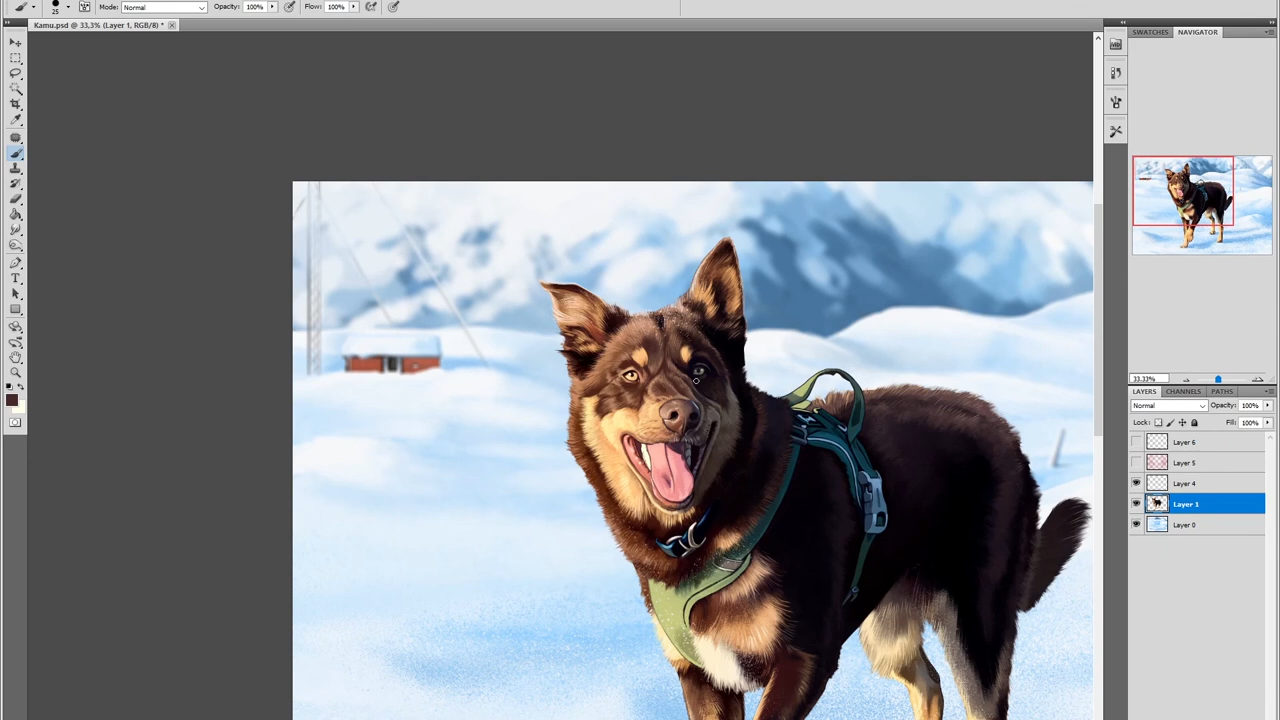 25 Mode: Normal Opacity: 100% Flow: 100%
Kamu.psd @ 33,3% (Layer 1, RGB/8) *
SWATCHES NAVIGATOR
33.33%
LAYERS CHANNELS PATHS
Normal Opacity: 100%
Lock: Fill: 100%
Layer 6
Layer 5
Layer 4
Layer 1
Layer 0